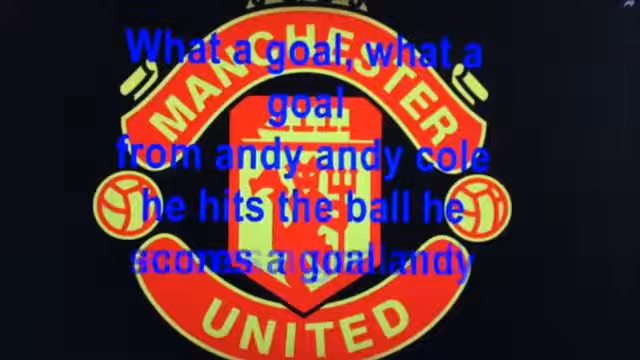 MANCHESTER
What a goal, what a
goal
from andy andy cole
he hits the ball he
scores a goal andy
UNITED